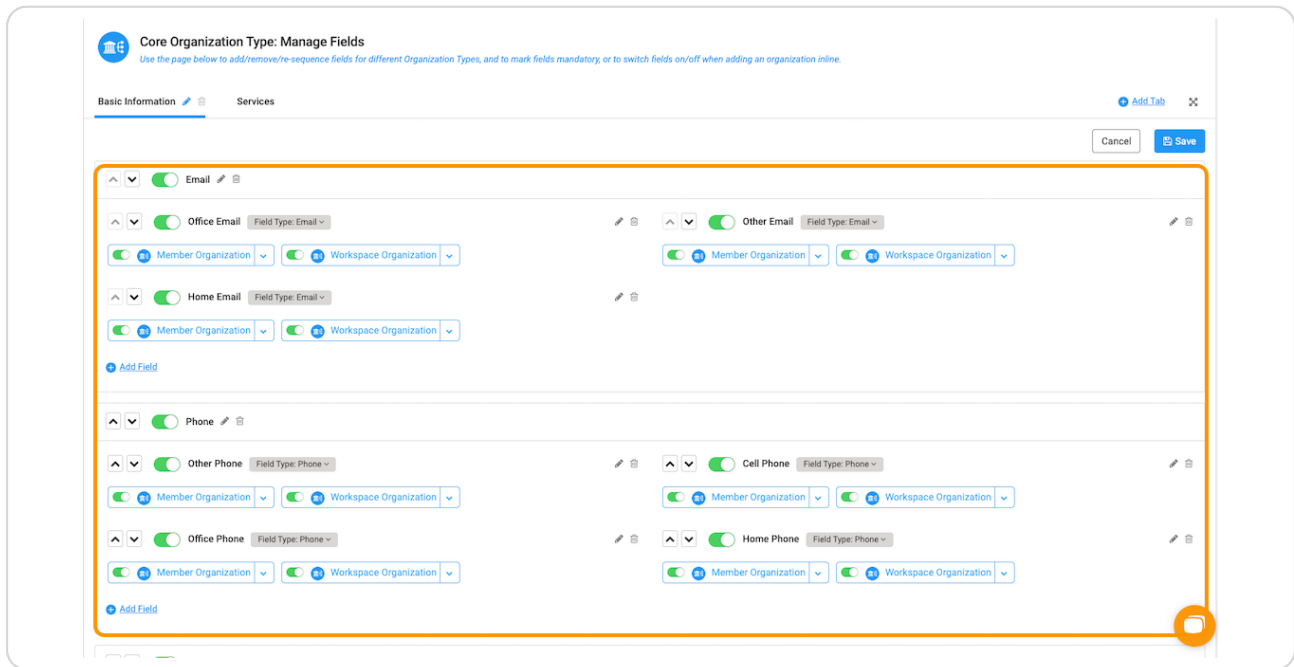 Core Organization Type: Manage Fields
Use the page below to add/remove/re-sequence fields for different Organization Types, and to mark fields mandatory, or to switch fields on/off when adding an organization inline.
Basic Information Services Add Tab
Cancel Save
Email
Office Email Field Type: Email Other Email Field Type: Email
Member Organization Workspace Organization Member Organization Workspace Organization
Home Email Field Type: Email
Member Organization Workspace Organization
Add Field
Phone
Other Phone Field Type: Phone Cell Phone Field Type: Phone
Member Organization Workspace Organization Member Organization Workspace Organization
Office Phone Field Type: Phone Home Phone Field Type: Phone
Member Organization Workspace Organization Member Organization Workspace Organization
Add Field